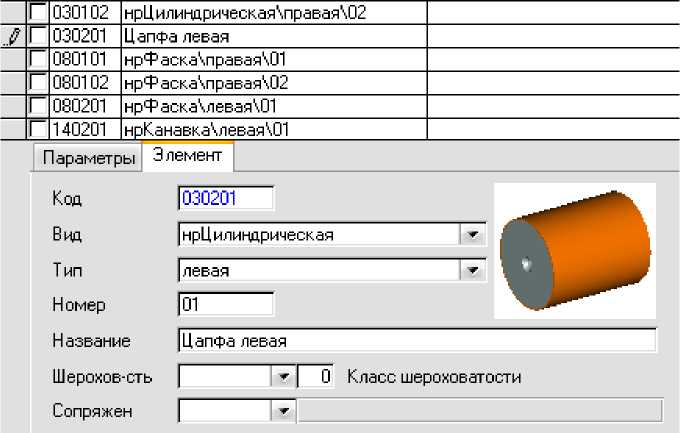 030102 нрЦилиндрическая\правая\02
030201 Цапфа левая
080101 нрФаска\правая\01
080102 нрФаска\правая\02
080201 нрФаска\левая\01
140201 нрКанавка\левая\01
Параметры Элемент
Код 030201
Вид нрЦилиндрическая
Тип левая
Номер 01
Название Цапфа левая
Шерохов-сть 0 Класс шероховатости
Сопряжен